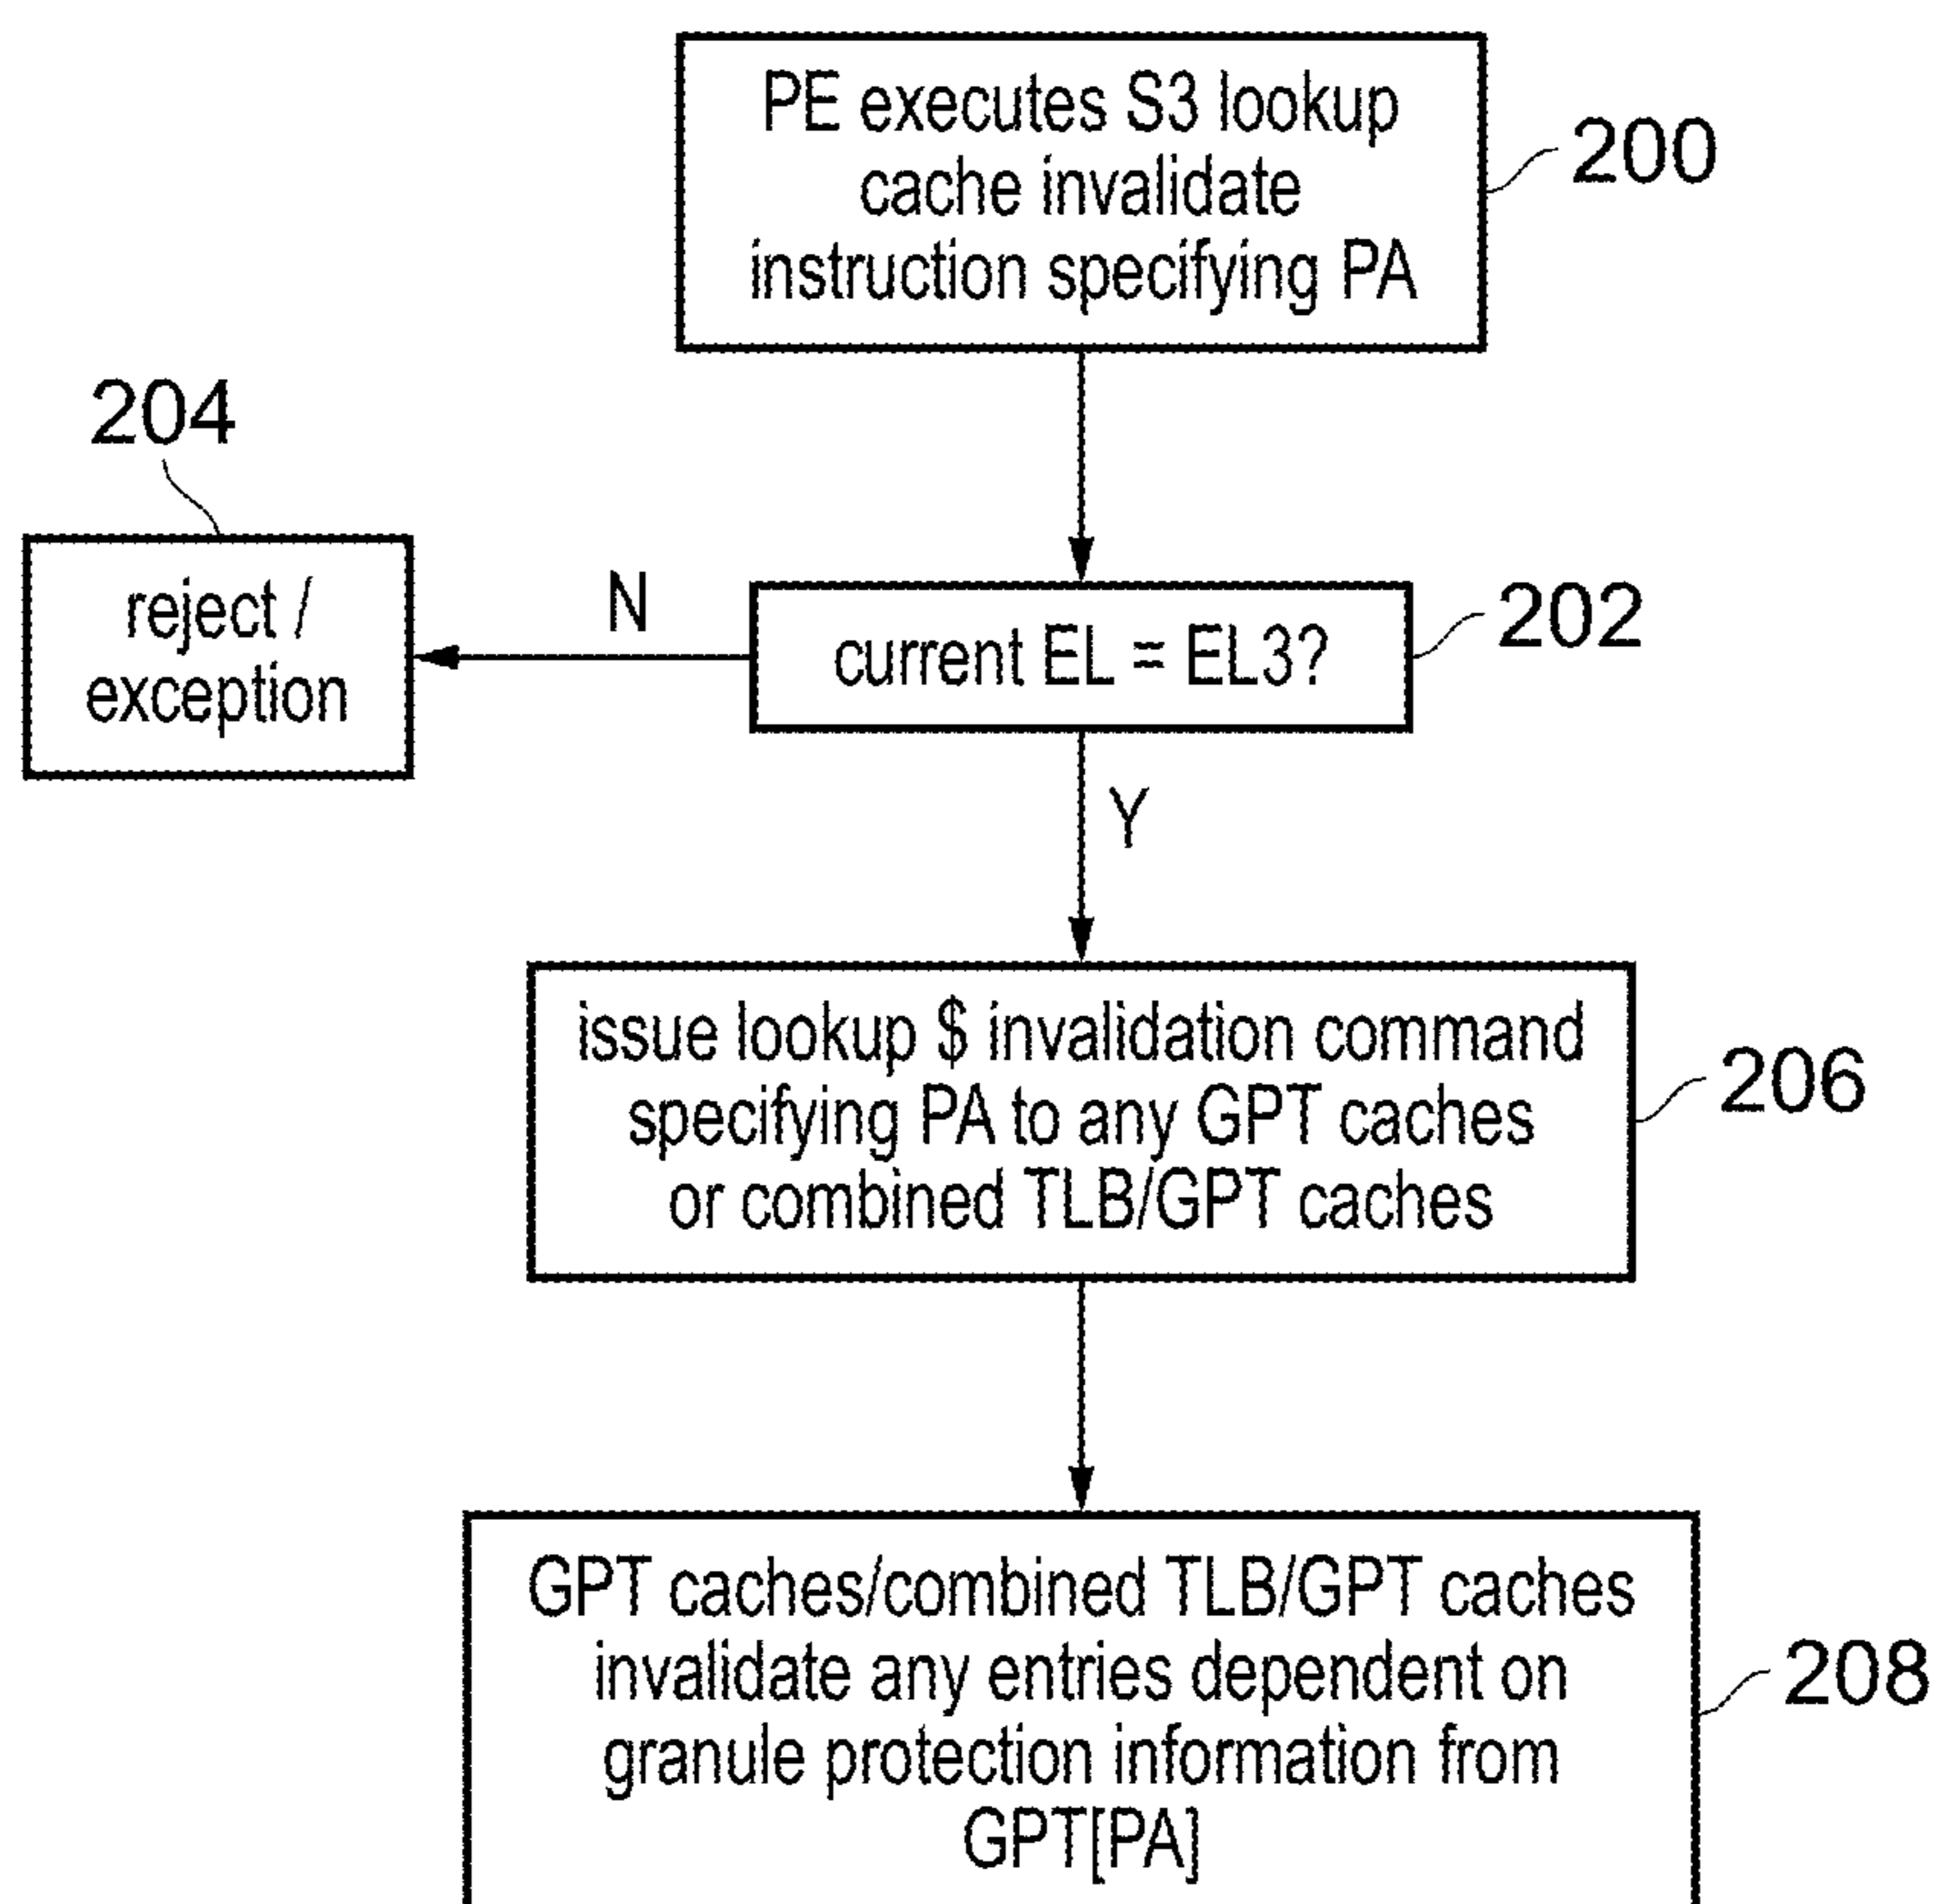 PE executes S3 lookup
cache invalidate
instruction specifying PA
200
204
reject /
exception
N
current EL = EL3?
202
Y
issue lookup $ invalidation command
specifying PA to any GPT caches
or combined TLB/GPT caches
206
GPT caches/combined TLB/GPT caches
invalidate any entries dependent on
granule protection information from
GPT[PA]
208